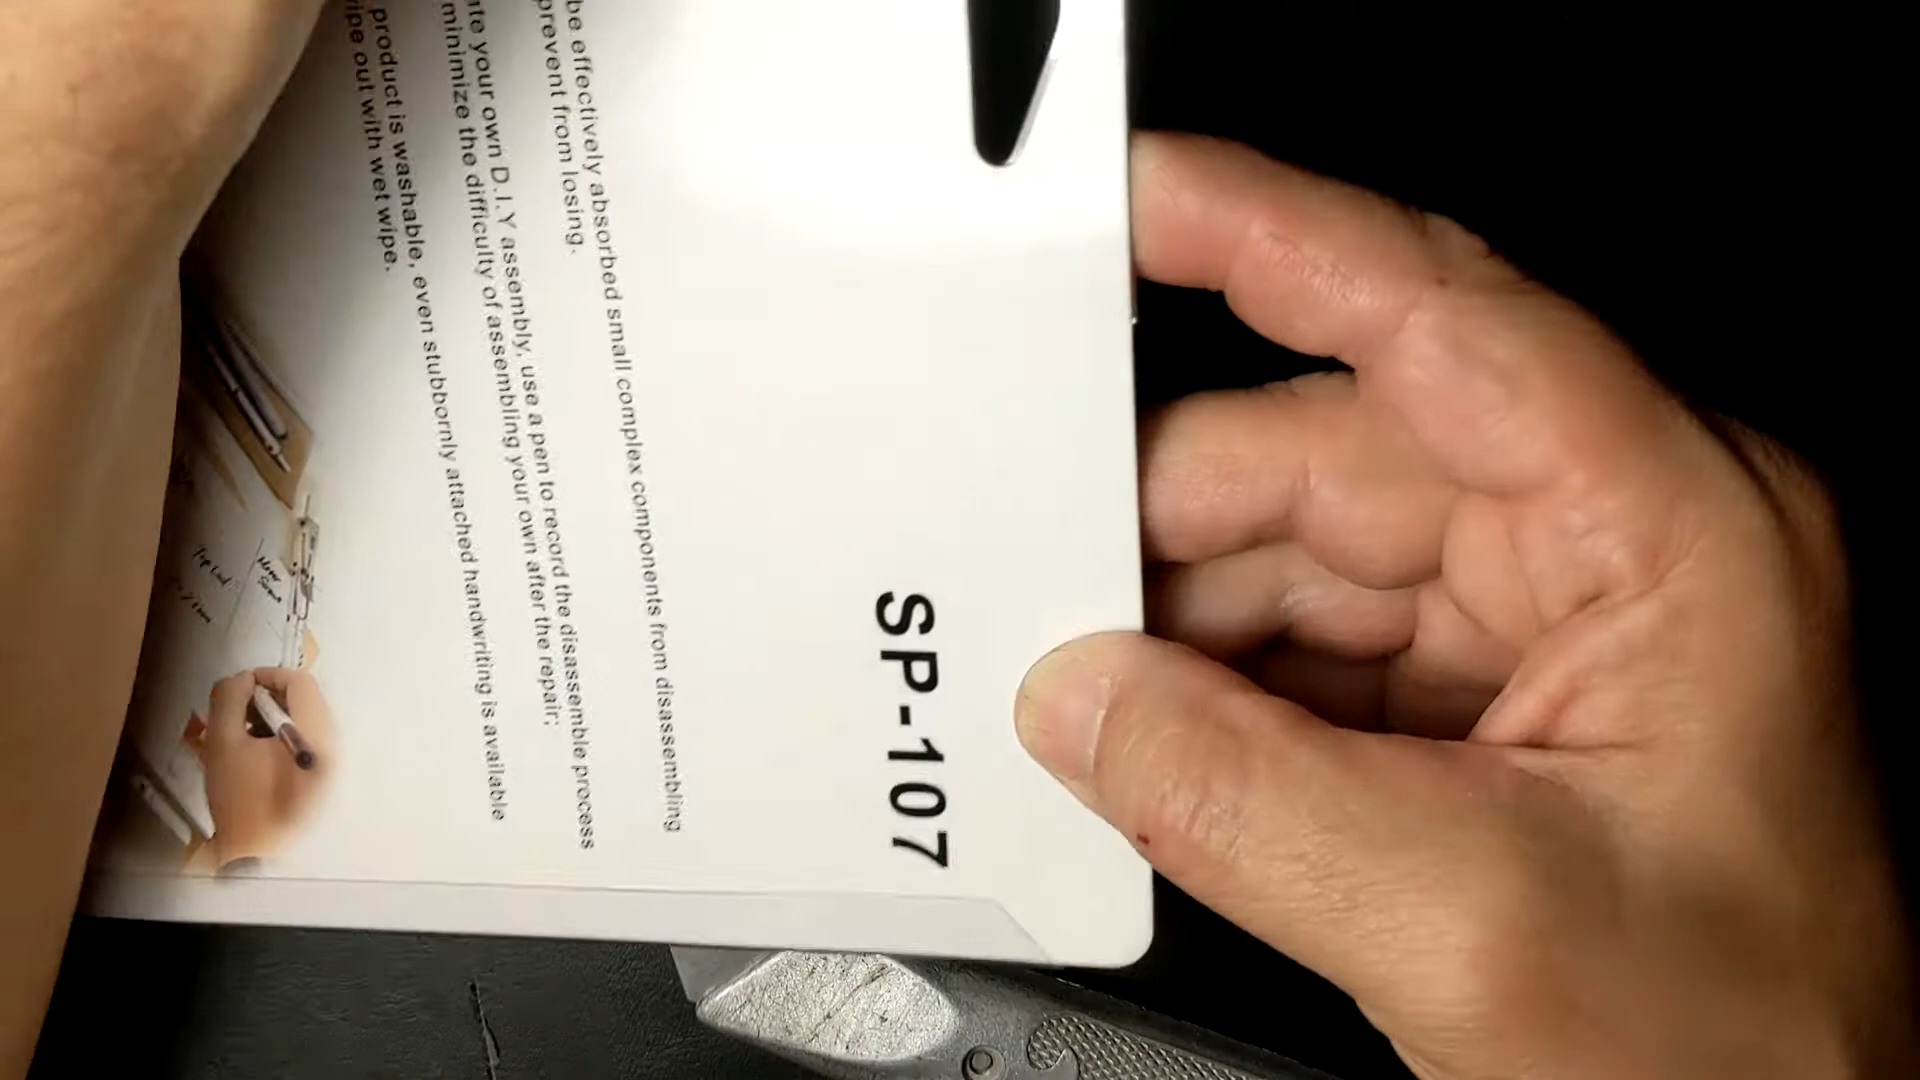 SP-107
be effectively absorbed small complex components from disassembling
prevent from losing.
your own D.I.Y assembly, use a pen to record the disassemble process
minimize the difficulty of assembling your own after the repair;
product is washable, even stubbornly attached handwriting is available
wipe out with wet wipe.